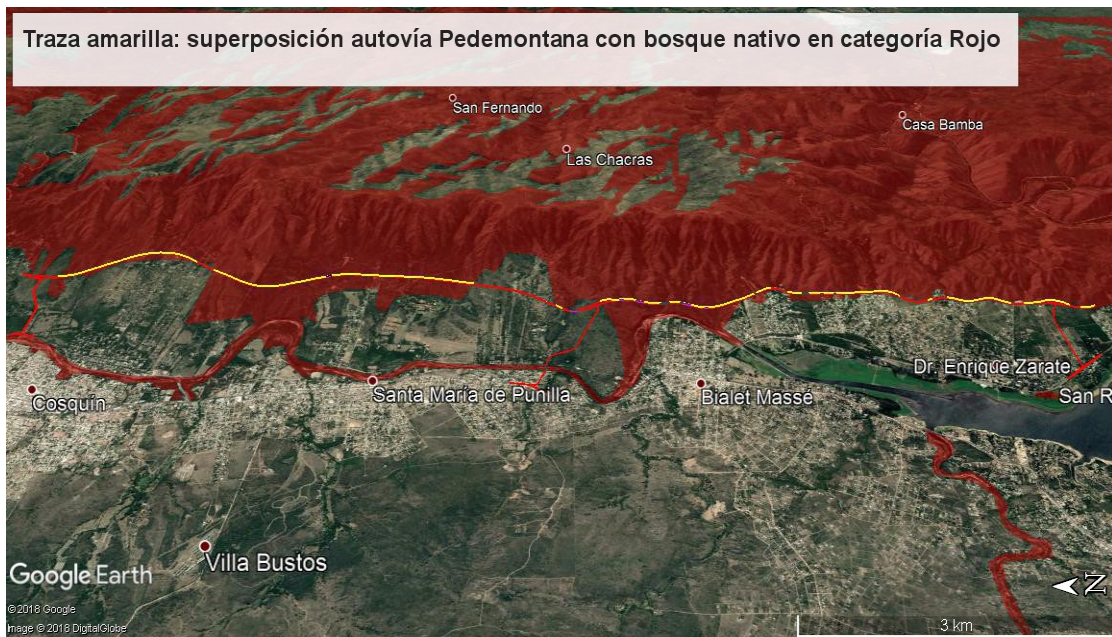 Traza amarilla: superposición autovía Pedemontana con bosque nativo en categoría Rojo
San Fernando
Casa Bamba
Las Chacras
Dr. Enrique Zarate
Cosquín
Santa María de Punilla
Bialet Massé
San R
Villa Bustos
Google Earth
N
©2018 Google
Image © 2018 DigitalGlobe
3 km